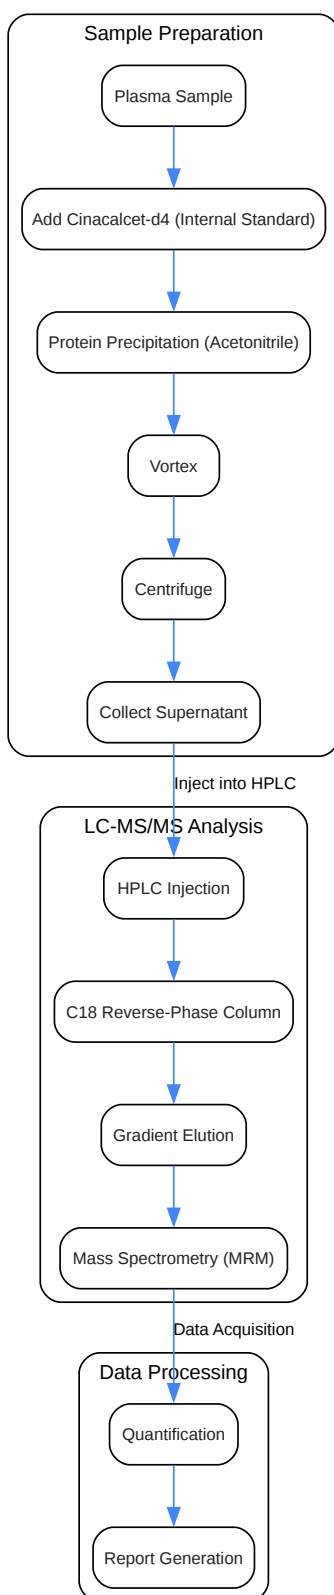 Sample Preparation
Plasma Sample
Add Cinacalcet-d4 (Internal Standard)
Protein Precipitation (Acetonitrile)
Vortex
Centrifuge
Collect Supernatant
Inject into HPLC
LC-MS/MS Analysis
HPLC Injection
C18 Reverse-Phase Column
Gradient Elution
Mass Spectrometry (MRM)
Data Acquisition
Data Processing
Quantification
Report Generation